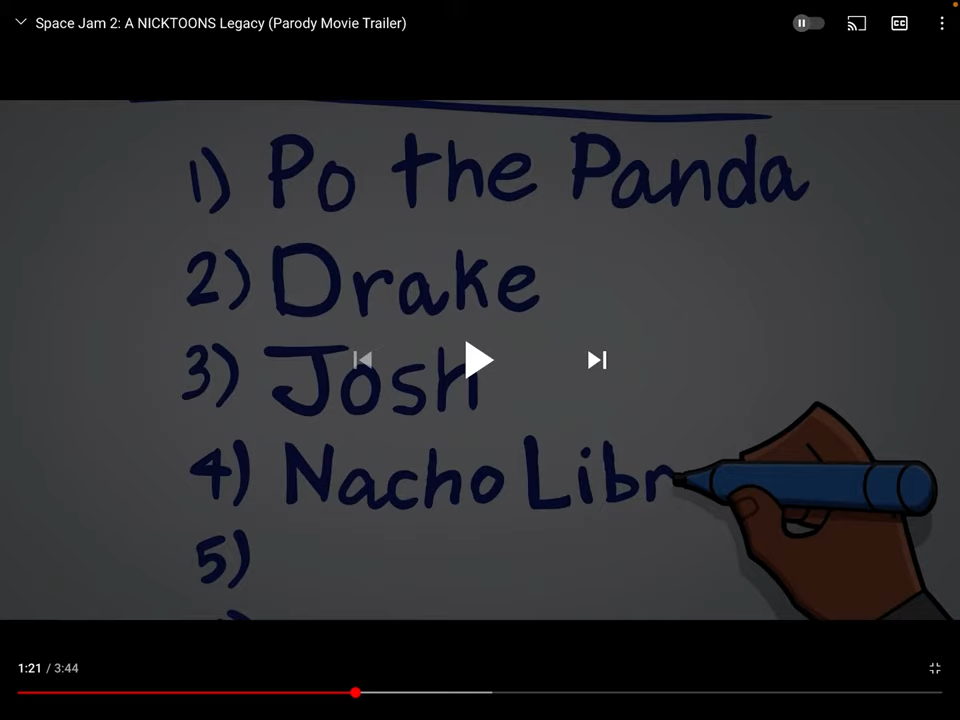 Space Jam 2: A NICKTOONS Legacy (Parody Movie Trailer)
CC
1) Po the Panda
2) Drake
3) Josh
4) Nacho Libr
5)
1:21 / 3:44